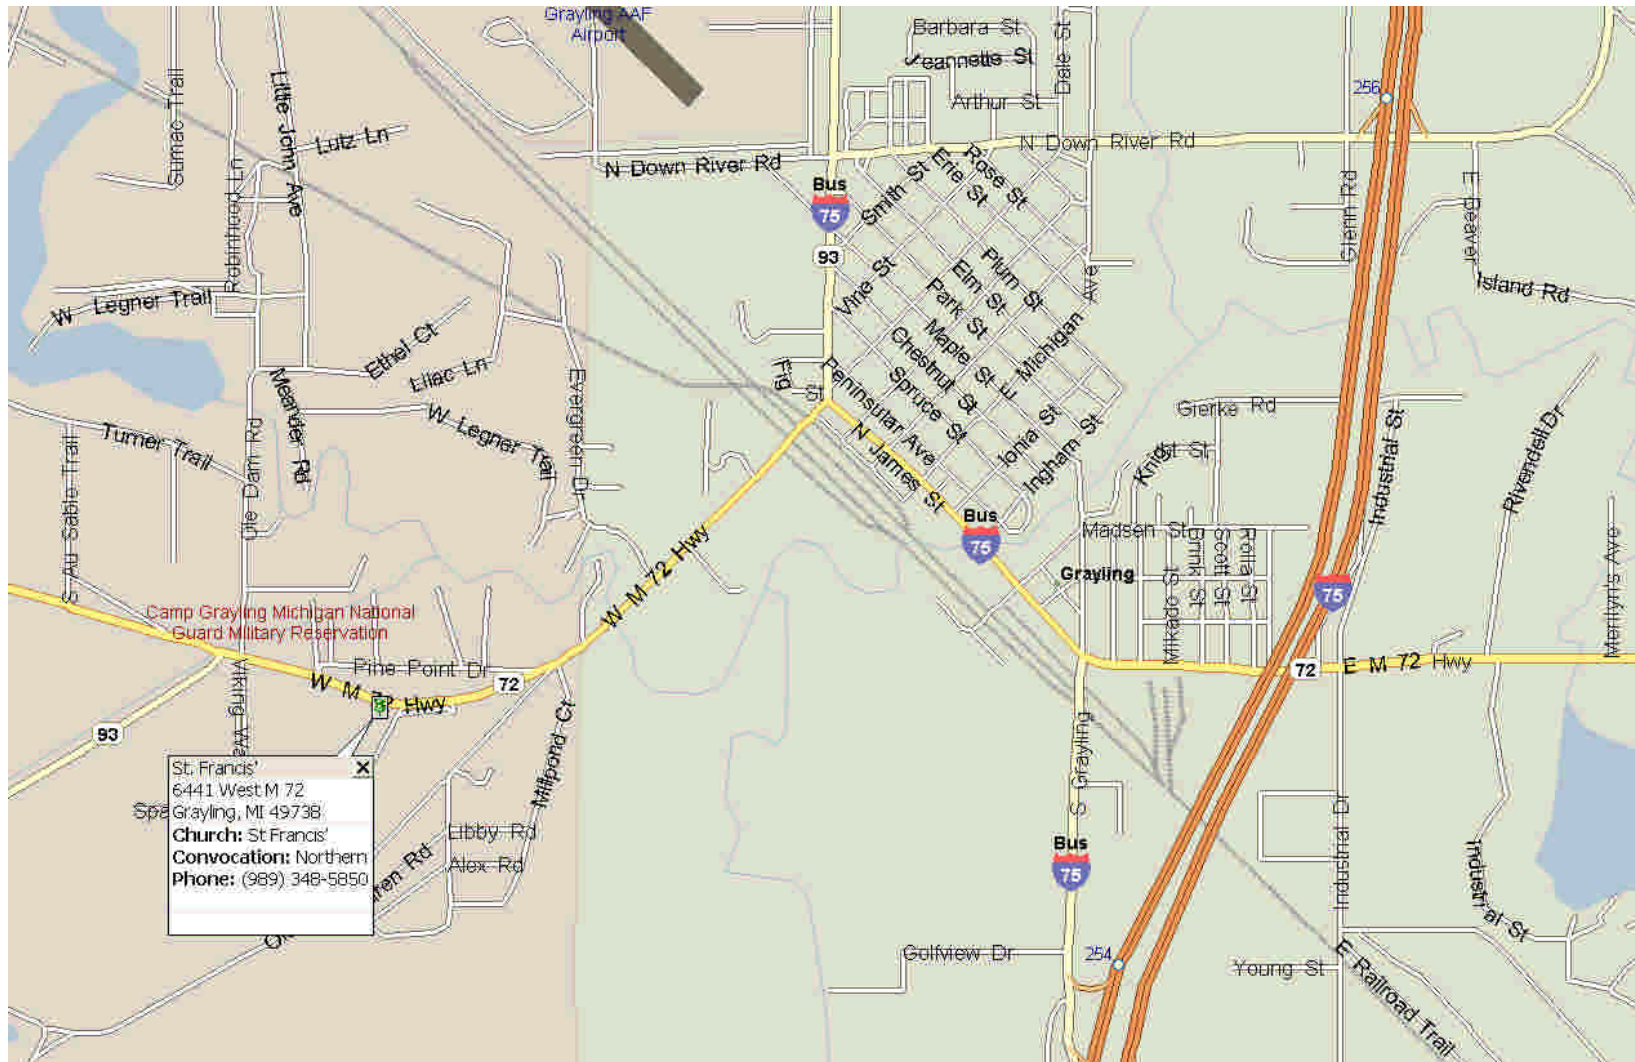 Grayling AAF
Airport
Barbara St
Jeannette St
Dale St
Arthur St
256
Sumac Trail
Little John Ave
Lutz Ln
Robinhood Ln
N Down River Rd
N Down River Rd
Bus
75
93
Smith St
Erie St
Rose St
Glenn Rd
E Beaver
Island Rd
W Legner Trail
Vine St
Plum St
Elm St
Park St
Maple St
Chestnut St
Spruce St
E Michigan Ave
Ethel Ct
Lilac Ln
Fig St
Peninsular Ave
N James St
Ionia St
Ingham St
Evergreen Dr
Meander Rd
W Legner Trail
Turner Trail
Ole Dam Rd
S Au Sable Trail
Gierke Rd
Knight St
Industrial St
Rivendell Dr
Bus
75
Madsen St
Grayling
Mikado St
Brink St
Scott St
Rolla St
75
Merilyn's Ave
W M 72 Hwy
Camp Grayling Michigan National
Guard Military Reservation
Pine Point Dr
W M 72 Hwy
72
72
E M 72 Hwy
93
Millpond Ct
S Grayling
St. Francis'
6441 West M 72
Grayling, MI 49738
Church: St Francis'
Convocation: Northern
Phone: (989) 348-5850
Libby Rd
Alex Rd
Bus
75
Industrial Dr
Industrial St
Golfview Dr
254
Young St
E Railroad Trail